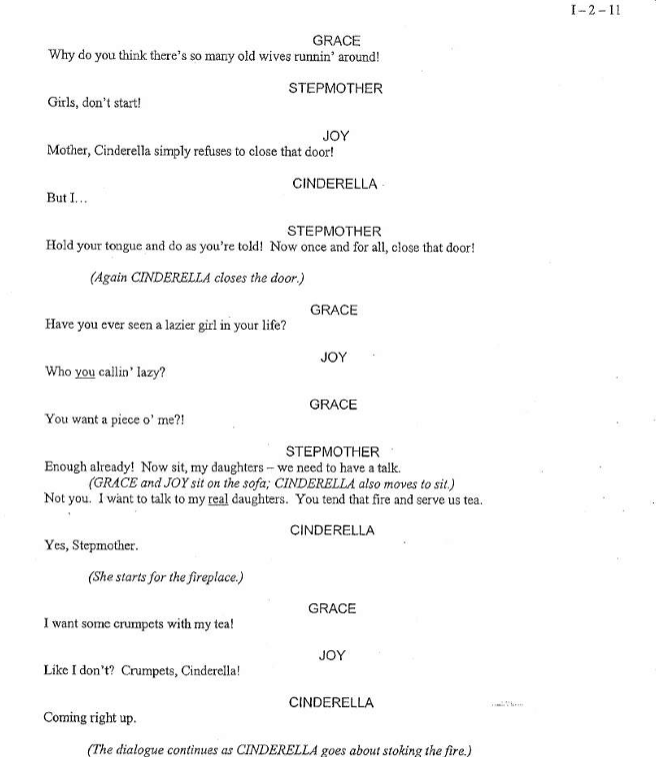 I-2-11
GRACE
Why do you think there's so many old wives runnin' around!
STEPMOTHER
Girls, don't start!
JOY
Mother, Cinderella simply refuses to close that door!
CINDERELLA
But I...
STEPMOTHER
Hold your tongue and do as you're told! Now once and for all, close that door!
(Again CINDERELLA closes the door.)
GRACE
Have you ever seen a lazier girl in your life?
JOY
Who you callin' lazy?
GRACE
You want a piece o' me?!
STEPMOTHER
Enough already! Now sit, my daughters – we need to have a talk.
(GRACE and JOY sit on the sofa; CINDERELLA also moves to sit.)
Not you. I want to talk to my real daughters. You tend that fire and serve us tea.
CINDERELLA
Yes, Stepmother.
(She starts for the fireplace.)
GRACE
I want some crumpets with my tea!
JOY
Like I don't? Crumpets, Cinderella!
CINDERELLA
Coming right up.
(The dialogue continues as CINDERELLA goes about stoking the fire.)